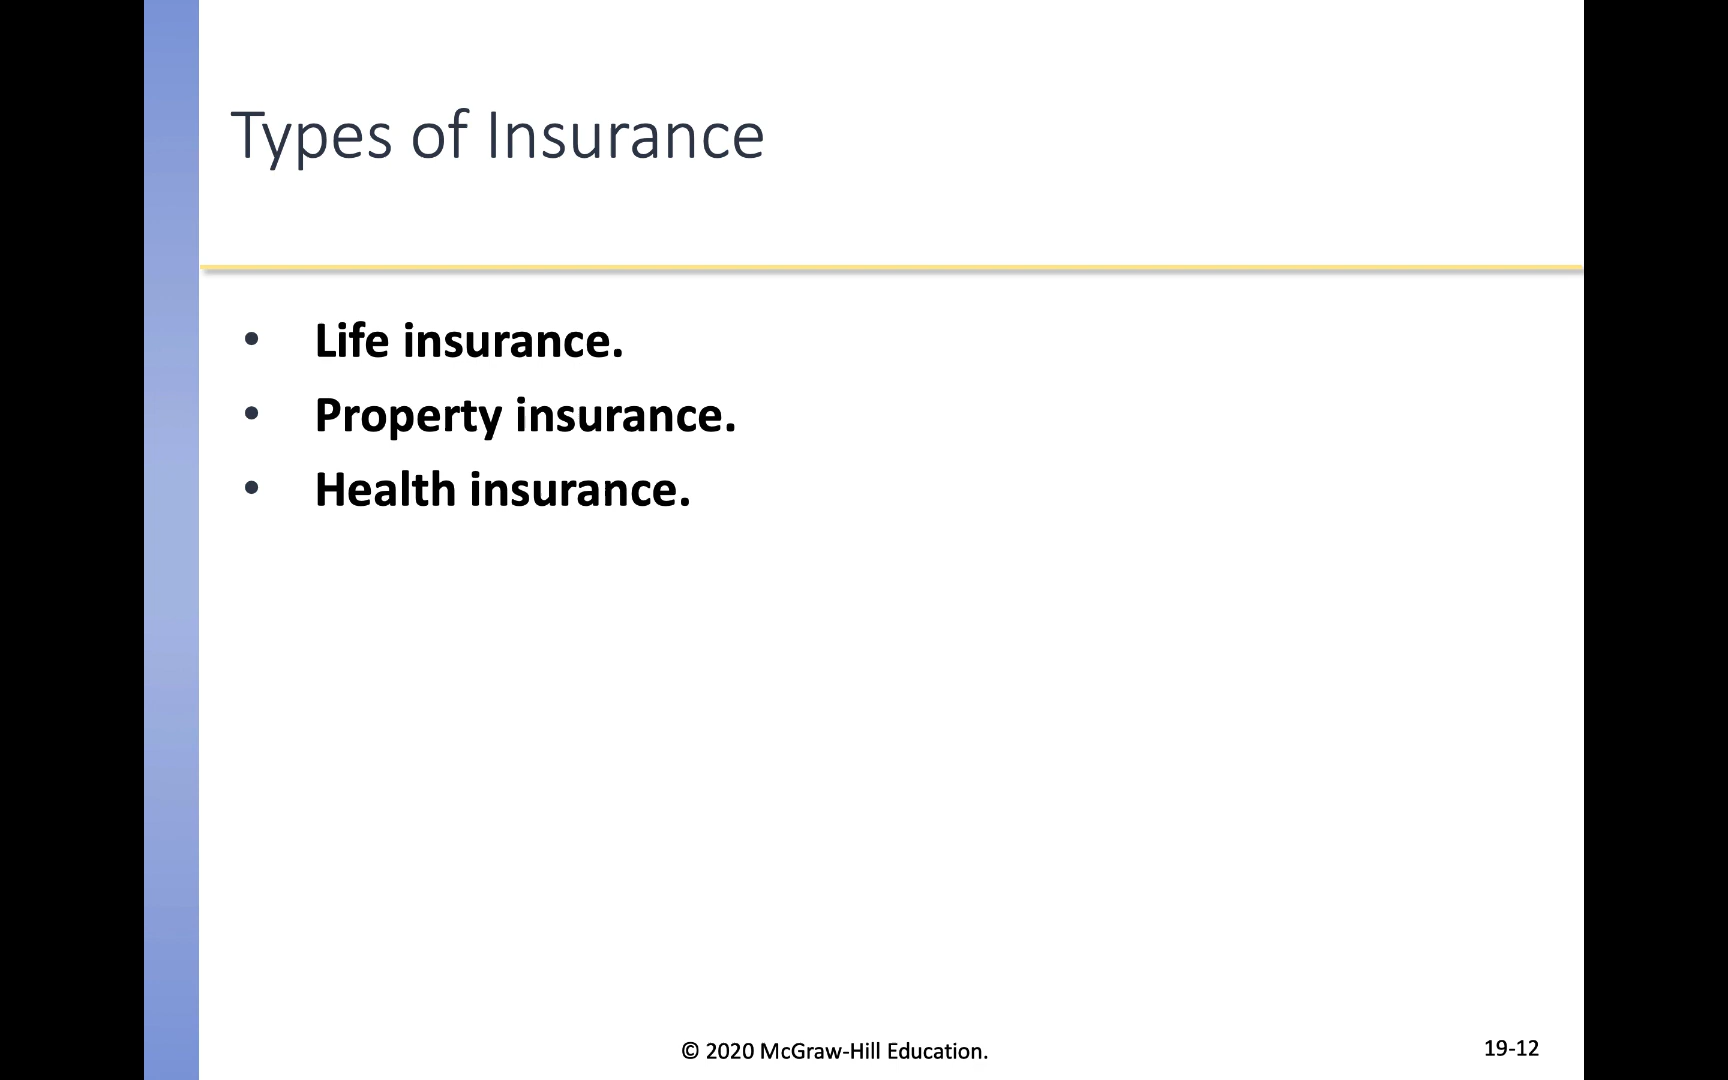 Types of Insurance
• Life insurance.
• Property insurance.
• Health insurance.
© 2020 McGraw-Hill Education.
19-12